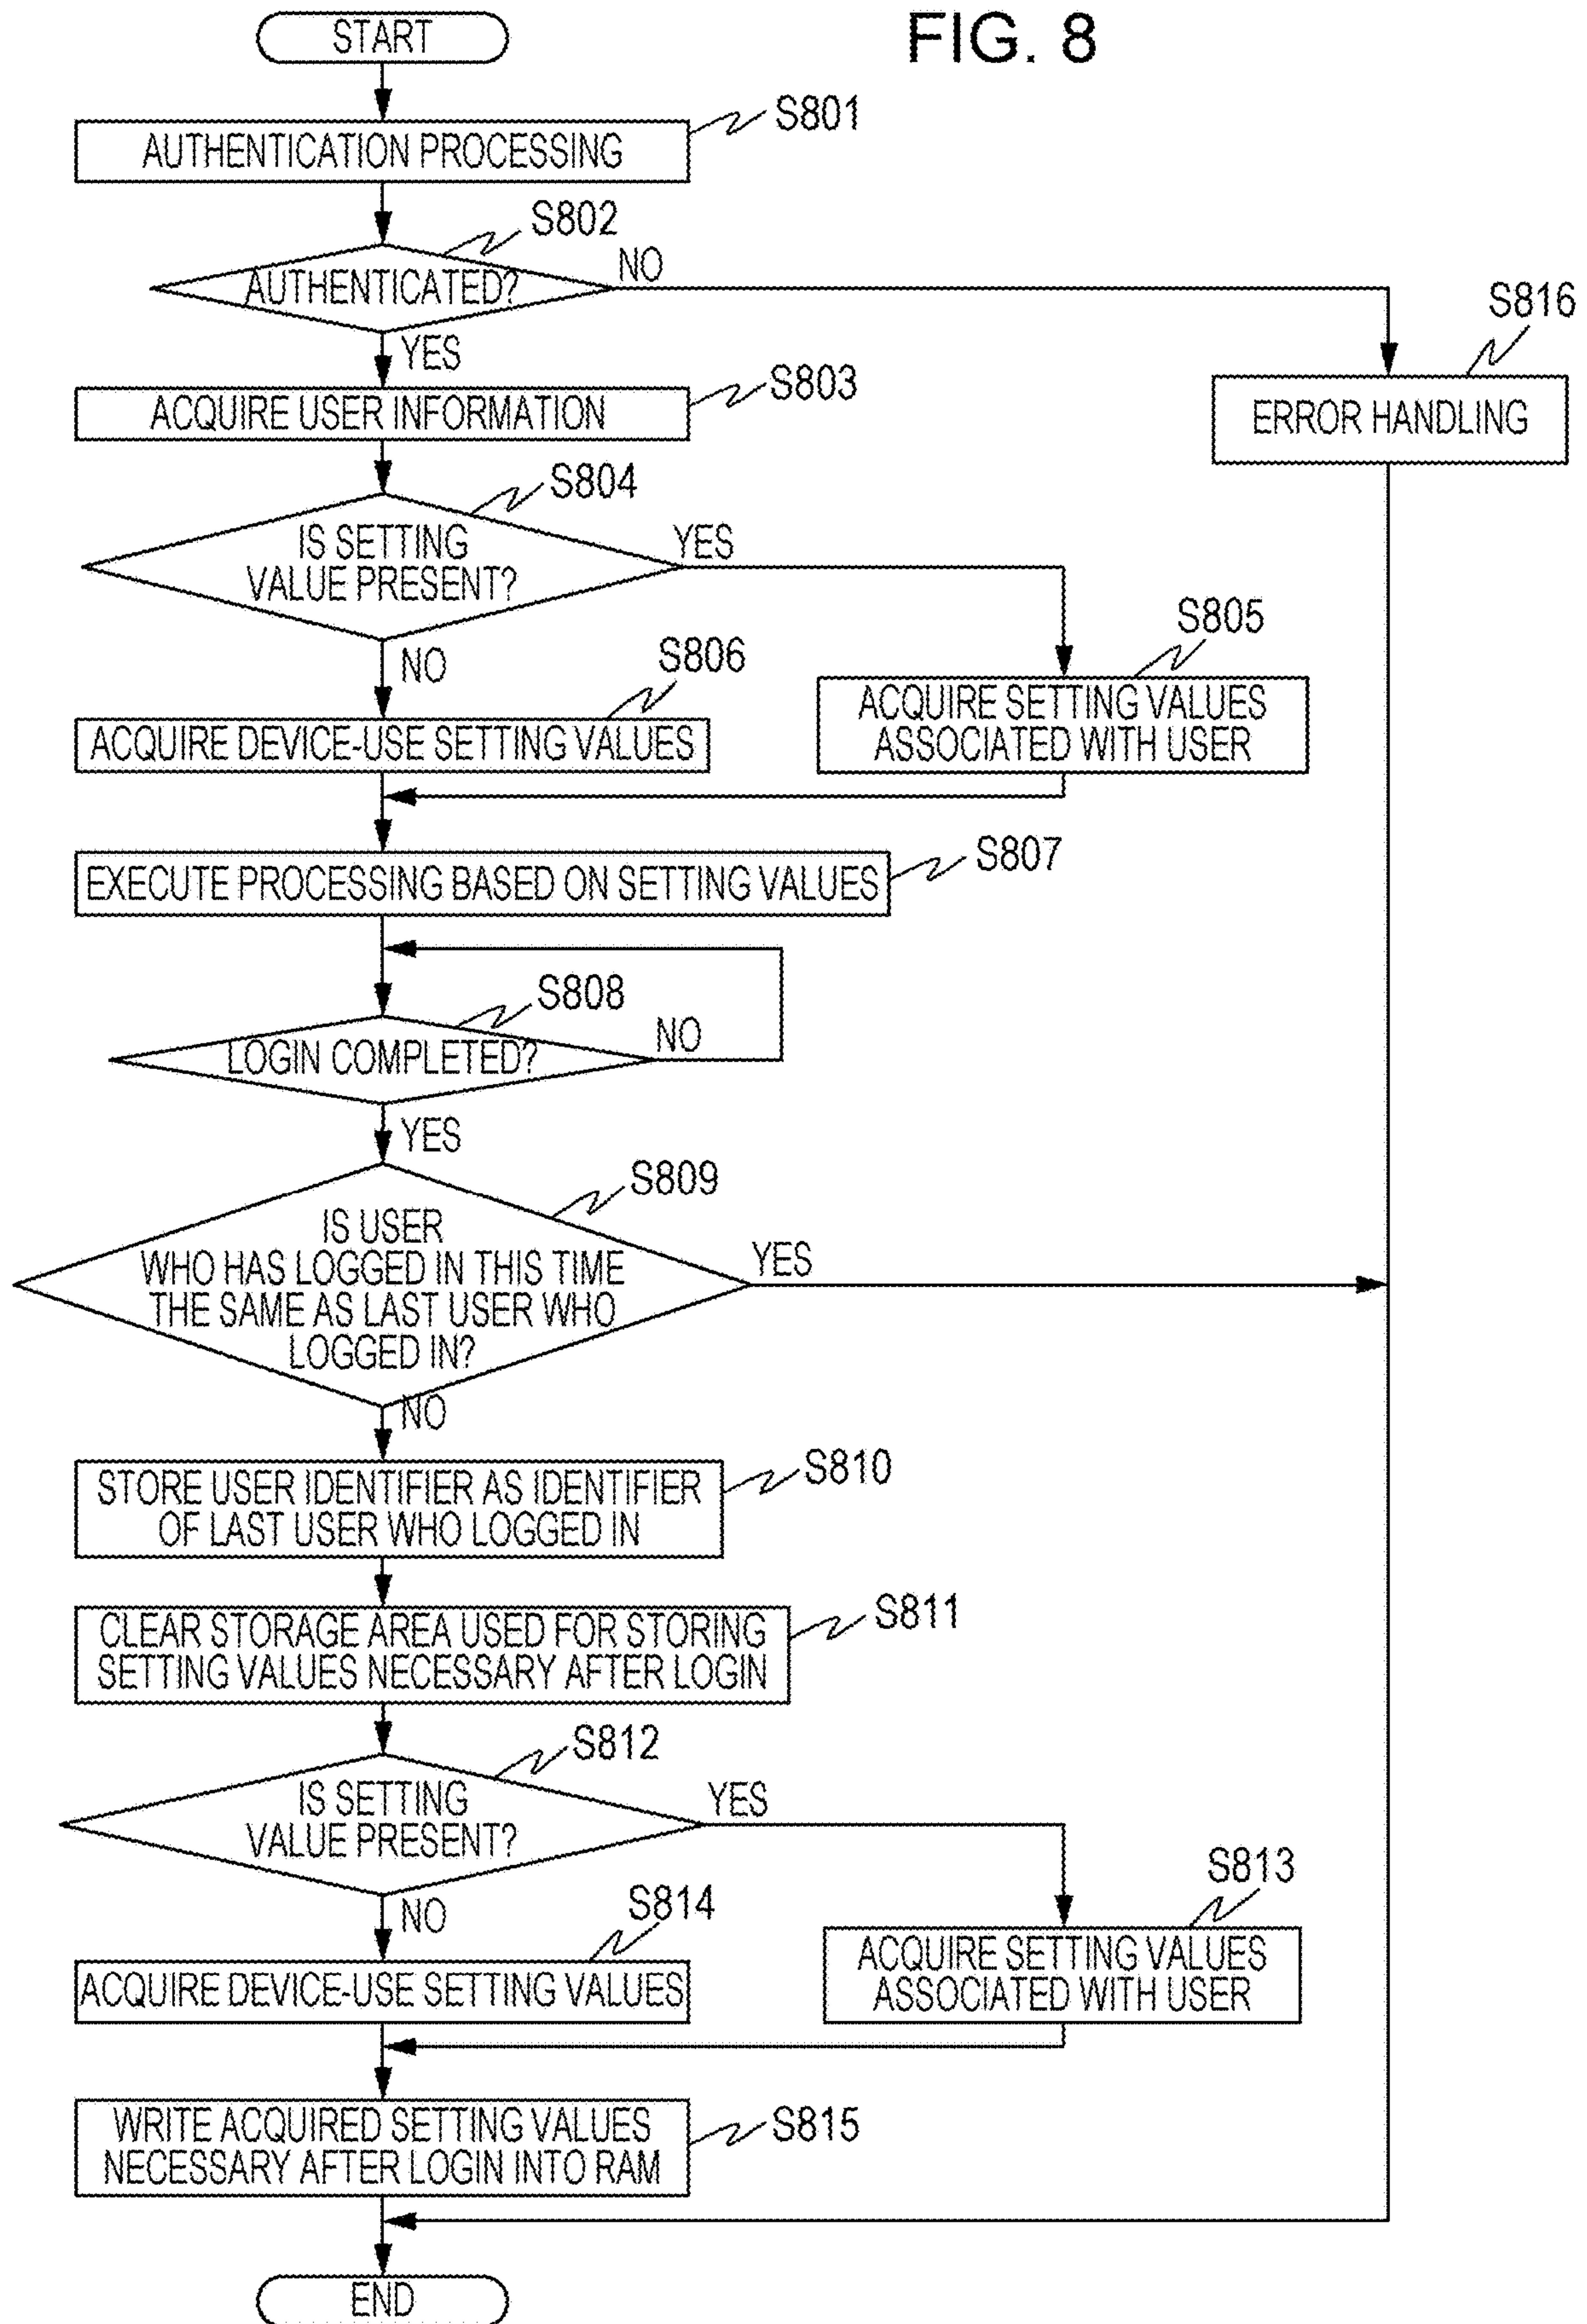 FIG. 8
START
S801
AUTHENTICATION PROCESSING
S802
AUTHENTICATED?
NO
YES
S816
ERROR HANDLING
S803
ACQUIRE USER INFORMATION
S804
IS SETTING
VALUE PRESENT?
YES
NO
S805
ACQUIRE SETTING VALUES
ASSOCIATED WITH USER
S806
ACQUIRE DEVICE-USE SETTING VALUES
S807
EXECUTE PROCESSING BASED ON SETTING VALUES
S808
LOGIN COMPLETED?
NO
YES
S809
IS USER
WHO HAS LOGGED IN THIS TIME
THE SAME AS LAST USER WHO
LOGGED IN?
YES
NO
S810
STORE USER IDENTIFIER AS IDENTIFIER
OF LAST USER WHO LOGGED IN
S811
CLEAR STORAGE AREA USED FOR STORING
SETTING VALUES NECESSARY AFTER LOGIN
S812
IS SETTING
VALUE PRESENT?
YES
NO
S813
ACQUIRE SETTING VALUES
ASSOCIATED WITH USER
S814
ACQUIRE DEVICE-USE SETTING VALUES
S815
WRITE ACQUIRED SETTING VALUES
NECESSARY AFTER LOGIN INTO RAM
END